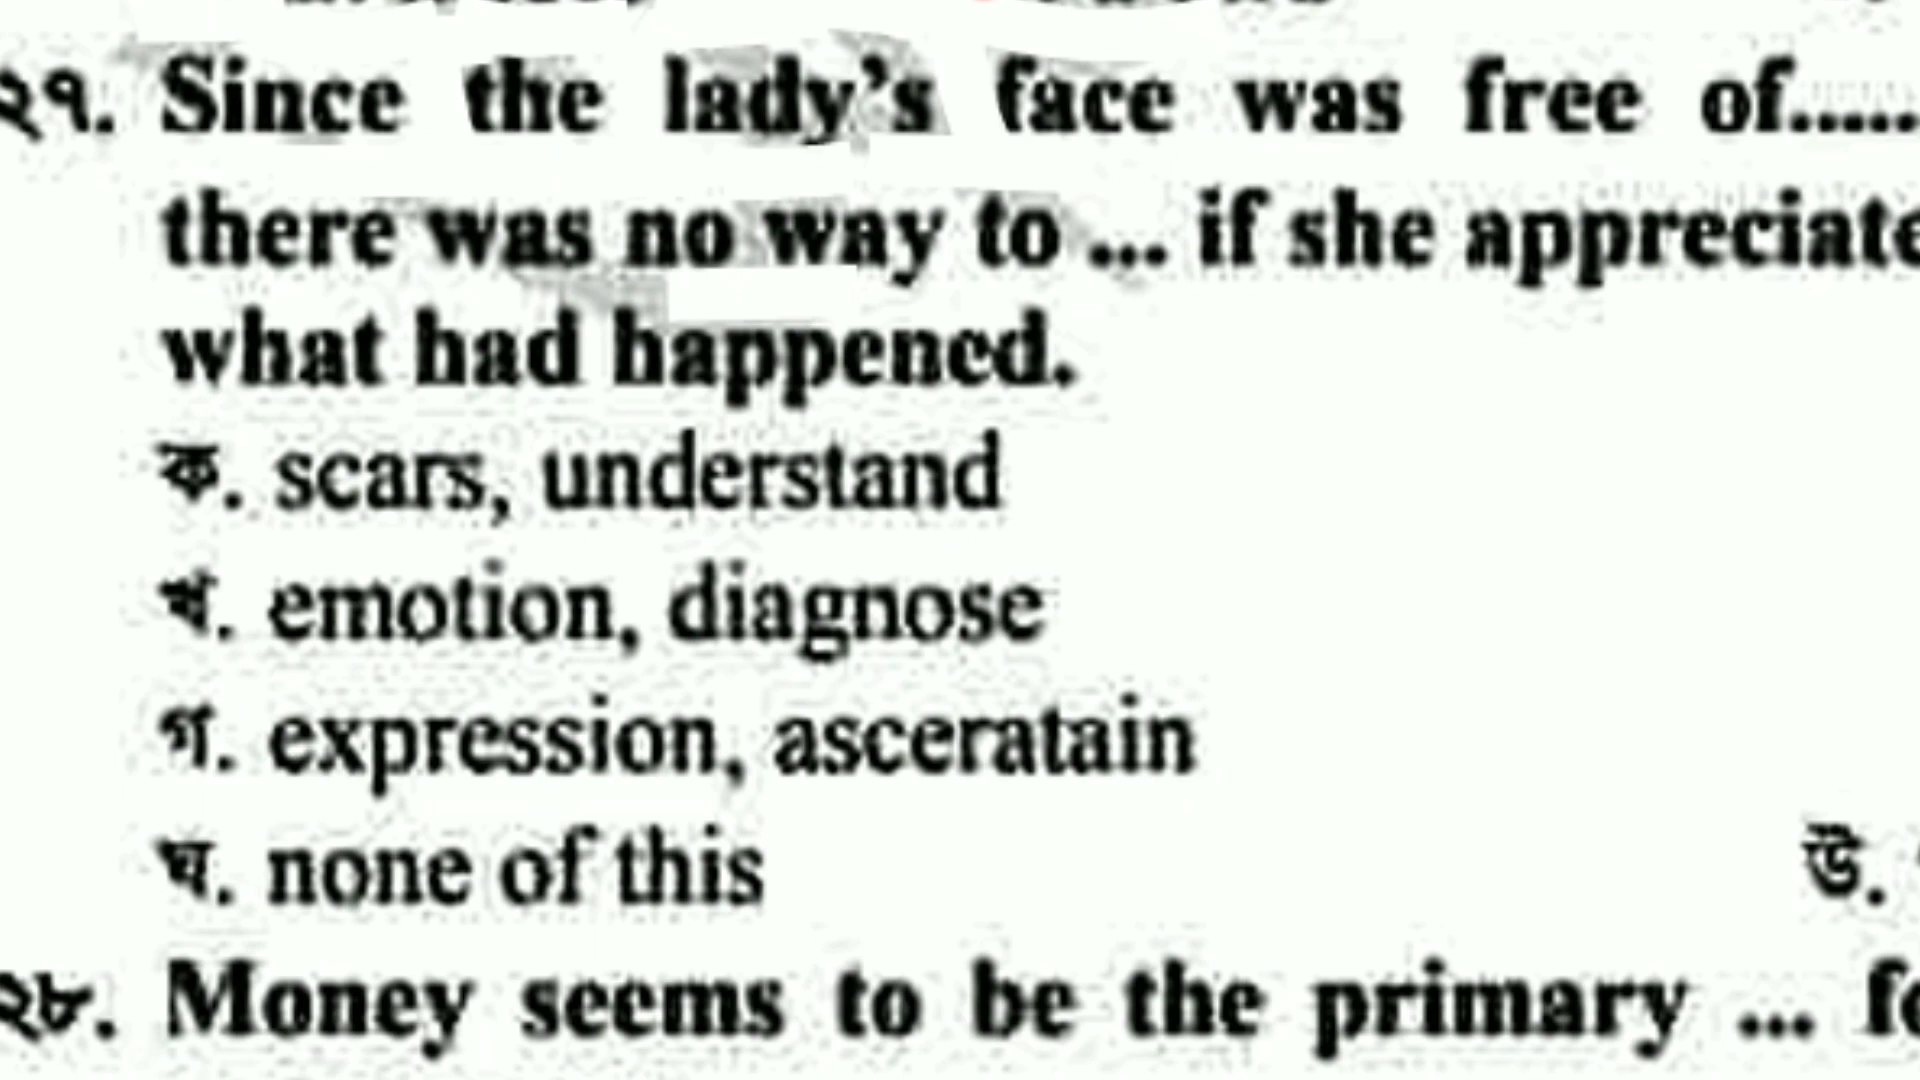 ২৭. Since the lady's face was free of.....
there was no way to ... if she appreciate
what had happened.
ক. scars, understand
খ. emotion, diagnose
গ. expression, asceratain
ঘ. none of this
উ.
২৮. Money seems to be the primary ... fo